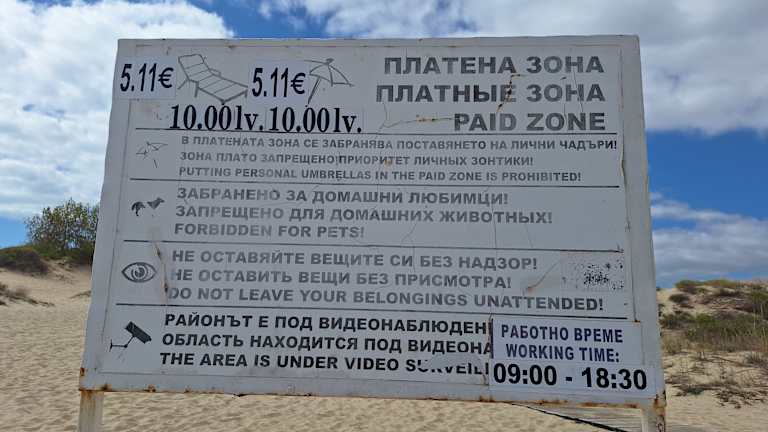 5.11€ 5.11€
10.00lv. 10.00lv.
ПЛАТЕНА ЗОНА
ПЛАТНЫЕ ЗОНА
PAID ZONE
В ПЛАТЕНАТА ЗОНА СЕ ЗАБРАНЯВА ПОСТАВЯНЕТО НА ЛИЧНИ ЧАДЪРИ!
ЗОНА ПЛАТО ЗАПРЕЩЕНО ПРИОРИТЕТ ЛИЧНЫХ ЗОНТИКИ!
PUTTING PERSONAL UMBRELLAS IN THE PAID ZONE IS PROHIBITED!
ЗАБРАНЕНО ЗА ДОМАШНИ ЛЮБИМЦИ!
ЗАПРЕЩЕНО ДЛЯ ДОМАШНИХ ЖИВОТНЫХ!
FORBIDDEN FOR PETS!
НЕ ОСТАВЯЙТЕ ВЕЩИТЕ СИ БЕЗ НАДЗОР!
НЕ ОСТАВИТЬ ВЕЩИ БЕЗ ПРИСМОТРА!
DO NOT LEAVE YOUR BELONGINGS UNATTENDED!
РАЙОНЪТ Е ПОД ВИДЕОНАБЛЮДЕН
ОБЛАСТЬ НАХОДИТСЯ ПОД ВИДЕОНА
THE AREA IS UNDER VIDEO SURVEIL
РАБОТНО ВРЕМЕ
WORKING TIME:
09:00 - 18:30